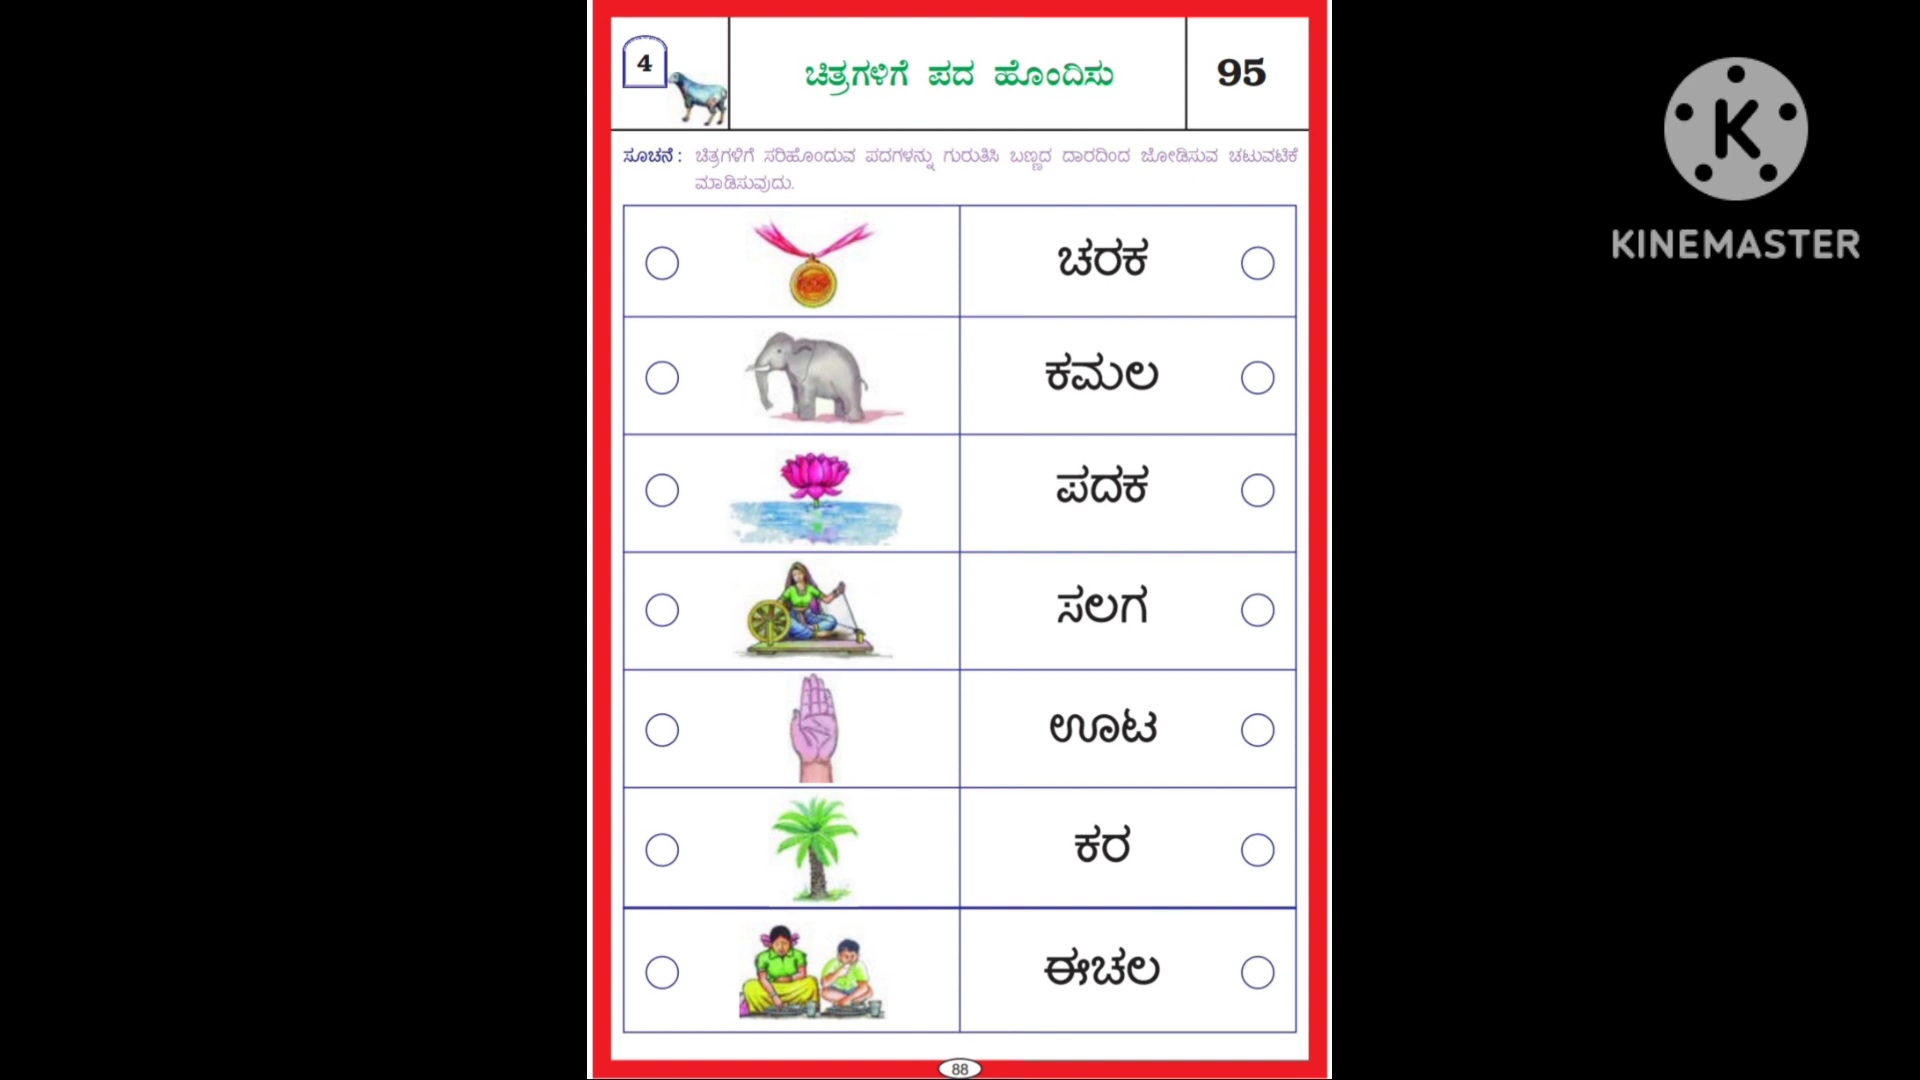 4
ಚಿತ್ರಗಳಿಗೆ ಪದ ಹೊಂದಿಸು
95
ಸೂಚನೆ : ಚಿತ್ರಗಳಿಗೆ ಸರಿಹೊಂದುವ ಪದಗಳನ್ನು ಗುರುತಿಸಿ ಬಣ್ಣದ ದಾರದಿಂದ ಜೋಡಿಸುವ ಚಟುವಟಿಕೆ
ಮಾಡಿಸುವುದು.
ಚರಕ
ಕಮಲ
ಪದಕ
ಸಲಗ
ಊಟ
ಕರ
ಈಚಲ
88
K
KINEMASTER